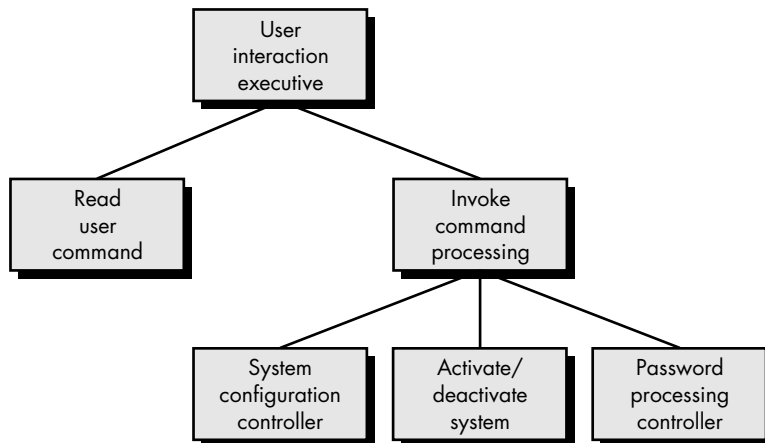 User
interaction
executive
Read
user
command
Invoke
command
processing
System
configuration
controller
Activate/
deactivate
system
Password
processing
controller